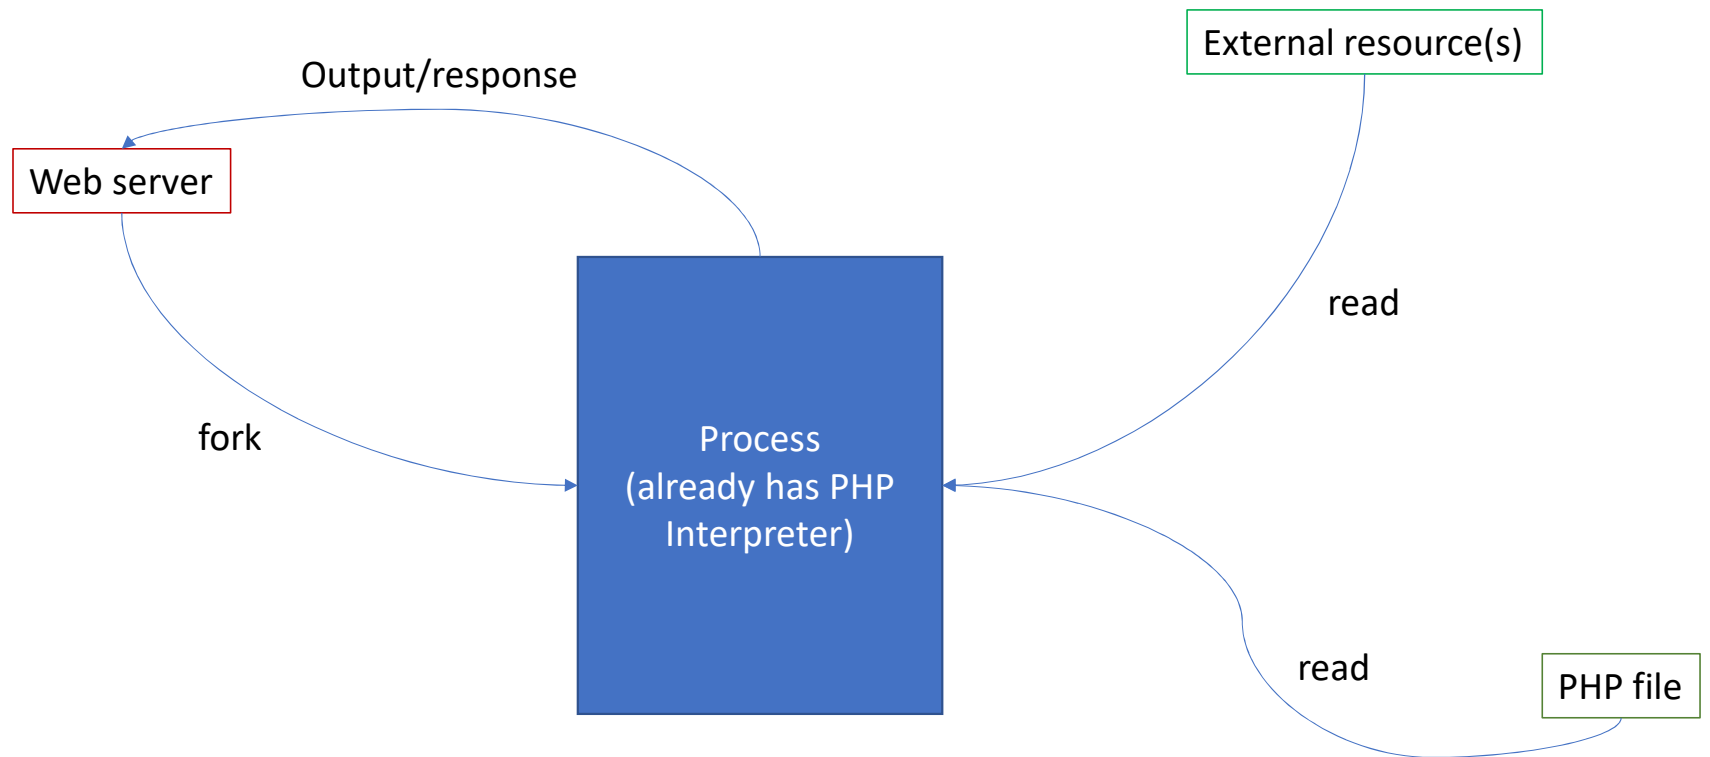 External resource(s)
Output/response
Web server
read
fork
Process
(already has PHP
Interpreter)
read
PHP file